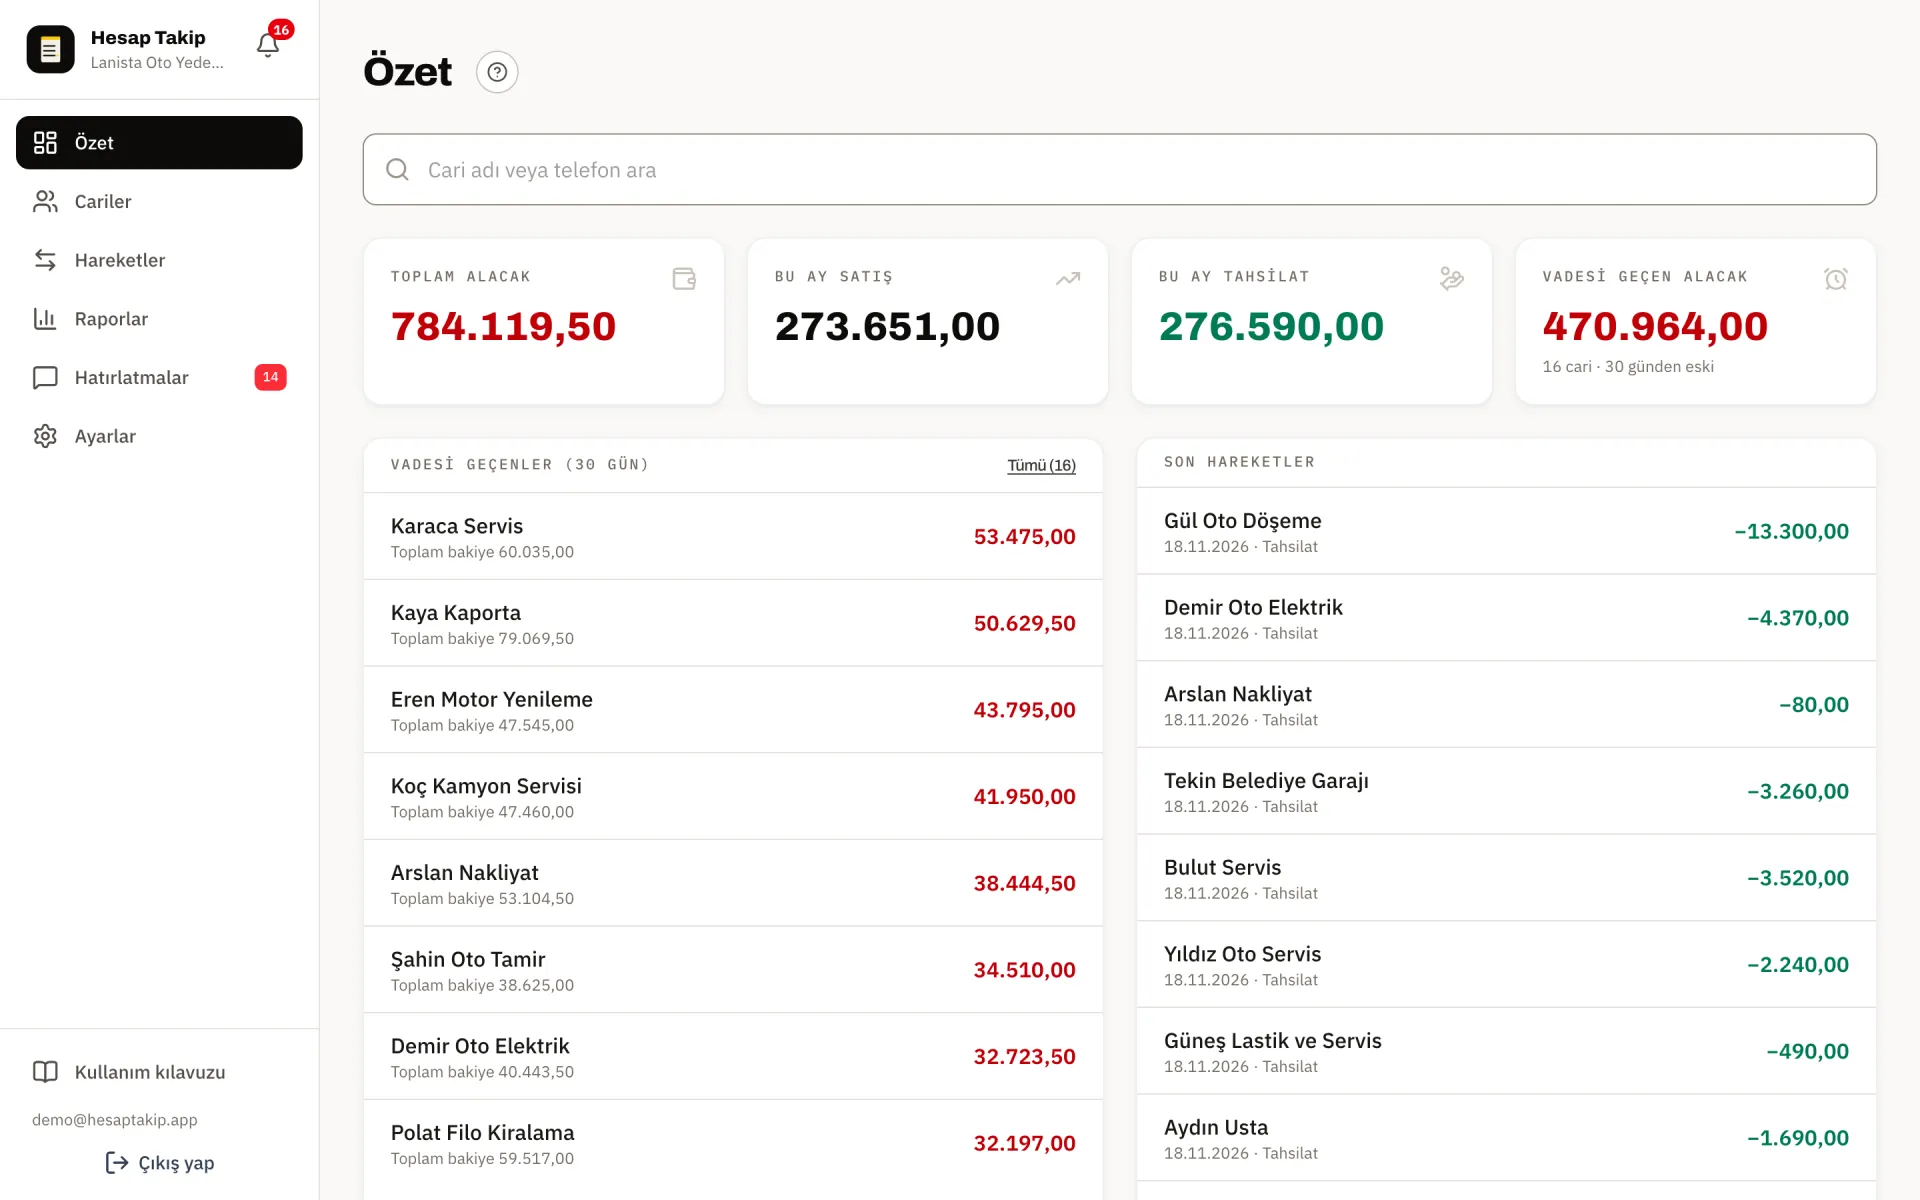 Hesap Takip
Lanista Oto Yede...
16
Özet
Cariler
Hareketler
Raporlar
Hatırlatmalar
14
Ayarlar
Kullanım kılavuzu
demo@hesaptakip.app
Çıkış yap
Özet
?
Cari adı veya telefon ara
TOPLAM ALACAK
784.119,50
BU AY SATIŞ
273.651,00
BU AY TAHSİLAT
276.590,00
VADESİ GEÇEN ALACAK
470.964,00
16 cari · 30 günden eski
VADESİ GEÇENLER (30 GÜN)
Tümü (16)
Karaca Servis
Toplam bakiye 60.035,00
53.475,00
Kaya Kaporta
Toplam bakiye 79.069,50
50.629,50
Eren Motor Yenileme
Toplam bakiye 47.545,00
43.795,00
Koç Kamyon Servisi
Toplam bakiye 47.460,00
41.950,00
Arslan Nakliyat
Toplam bakiye 53.104,50
38.444,50
Şahin Oto Tamir
Toplam bakiye 38.625,00
34.510,00
Demir Oto Elektrik
Toplam bakiye 40.443,50
32.723,50
Polat Filo Kiralama
Toplam bakiye 59.517,00
32.197,00
SON HAREKETLER
Gül Oto Döşeme
18.11.2026 · Tahsilat
−13.300,00
Demir Oto Elektrik
18.11.2026 · Tahsilat
−4.370,00
Arslan Nakliyat
18.11.2026 · Tahsilat
−80,00
Tekin Belediye Garajı
18.11.2026 · Tahsilat
−3.260,00
Bulut Servis
18.11.2026 · Tahsilat
−3.520,00
Yıldız Oto Servis
18.11.2026 · Tahsilat
−2.240,00
Güneş Lastik ve Servis
18.11.2026 · Tahsilat
−490,00
Aydın Usta
18.11.2026 · Tahsilat
−1.690,00